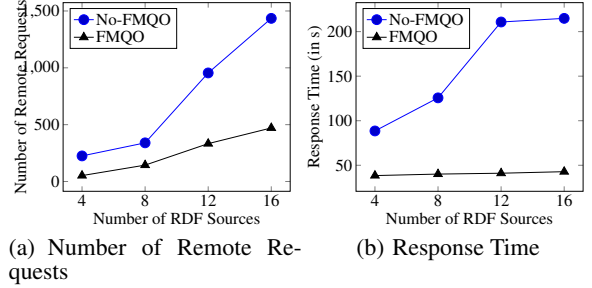 ,500
,000
500
0
Number of Remote Requests
No-FMQO
FMQO
4 8 12 16
Number of RDF Sources
(a) Number of Remote Re-
quests
200
150
100
50
Response Time (in s)
No-FMQO
FMQO
4 8 12 16
Number of RDF Sources
(b) Response Time